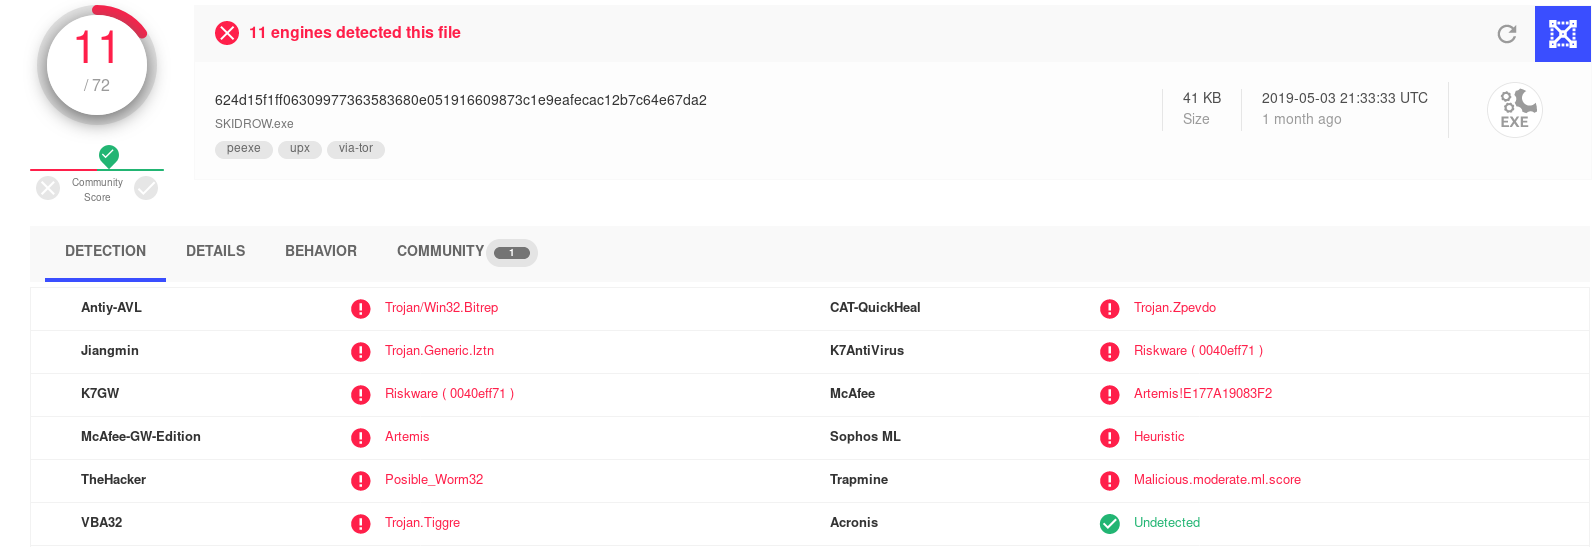 11
/ 72
Community
Score
11 engines detected this file
624d15f1ff06309977363583680e051916609873c1e9eafecac12b7c64e67da2
SKIDROW.exe
peexe upx via-tor
41 KB
Size
2019-05-03 21:33:33 UTC
1 month ago
EXE
DETECTION DETAILS BEHAVIOR COMMUNITY 1
Antiy-AVL Trojan/Win32.Bitrep CAT-QuickHeal Trojan.Zpevdo
Jiangmin Trojan.Generic.lztn K7AntiVirus Riskware ( 0040eff71 )
K7GW Riskware ( 0040eff71 ) McAfee Artemis!E177A19083F2
McAfee-GW-Edition Artemis Sophos ML Heuristic
TheHacker Posible_Worm32 Trapmine Malicious.moderate.ml.score
VBA32 Trojan.Tiggre Acronis Undetected